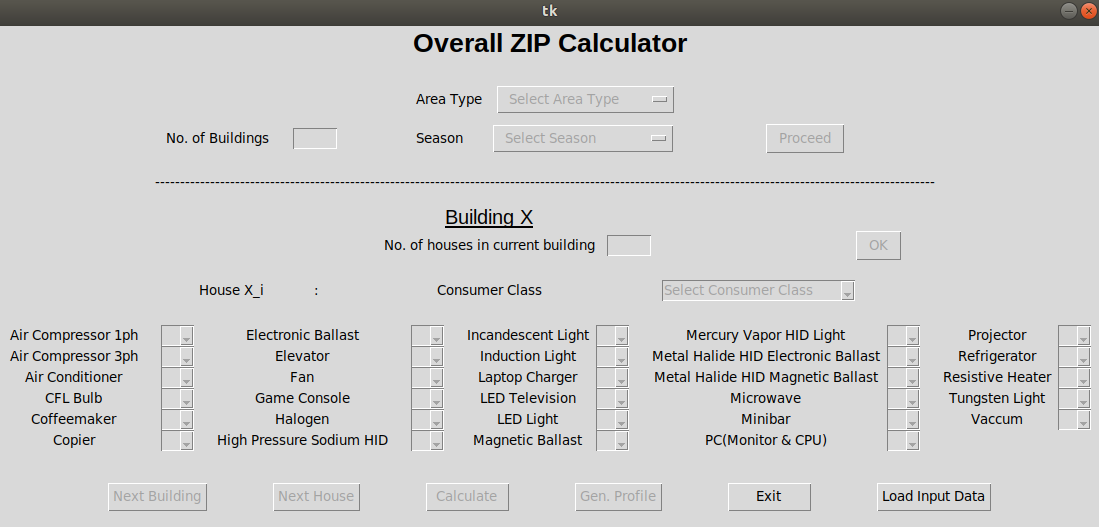 tk
Overall ZIP Calculator
Area Type Select Area Type
No. of Buildings Season Select Season Proceed
------------------------------------------------------------------------------------------------------------------------------------------------------------
Building X
No. of houses in current building OK
House X_i : Consumer Class Select Consumer Class
Air Compressor 1ph Electronic Ballast Incandescent Light Mercury Vapor HID Light Projector
Air Compressor 3ph Elevator Induction Light Metal Halide HID Electronic Ballast Refrigerator
Air Conditioner Fan Laptop Charger Metal Halide HID Magnetic Ballast Resistive Heater
CFL Bulb Game Console LED Television Microwave Tungsten Light
Coffeemaker Halogen LED Light Minibar Vaccum
Copier High Pressure Sodium HID Magnetic Ballast PC(Monitor & CPU)
Next Building Next House Calculate Gen. Profile Exit Load Input Data